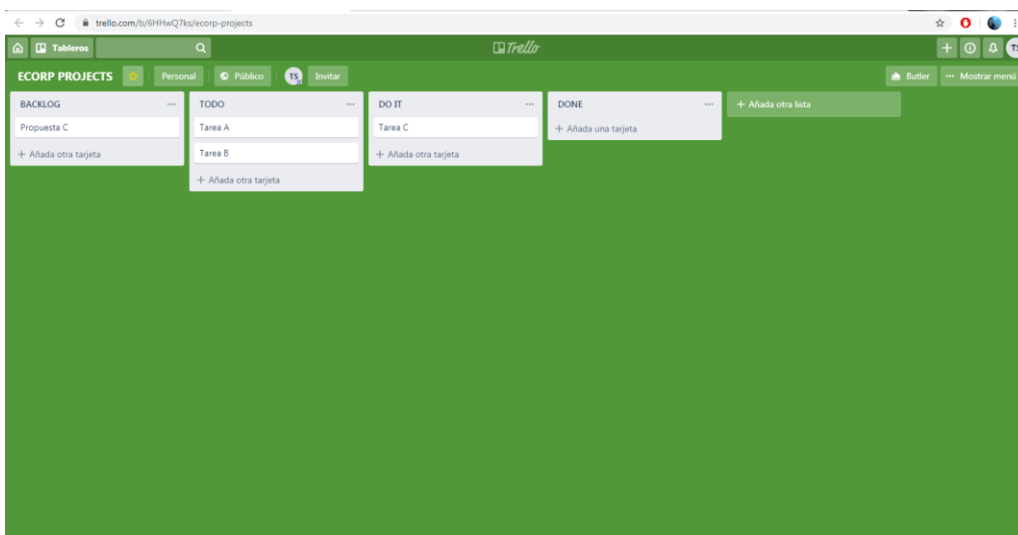 trello.com/b/6HHwQ7ks/ecorp-projects
Tableros
Trello
ECORP PROJECTS
Personal
Público
TS
Invitar
Butler
Mostrar menú
BACKLOG
Propuesta C
+ Añada otra tarjeta
TODO
Tarea A
Tarea B
+ Añada otra tarjeta
DO IT
Tarea C
+ Añada otra tarjeta
DONE
+ Añada una tarjeta
+ Añada otra lista